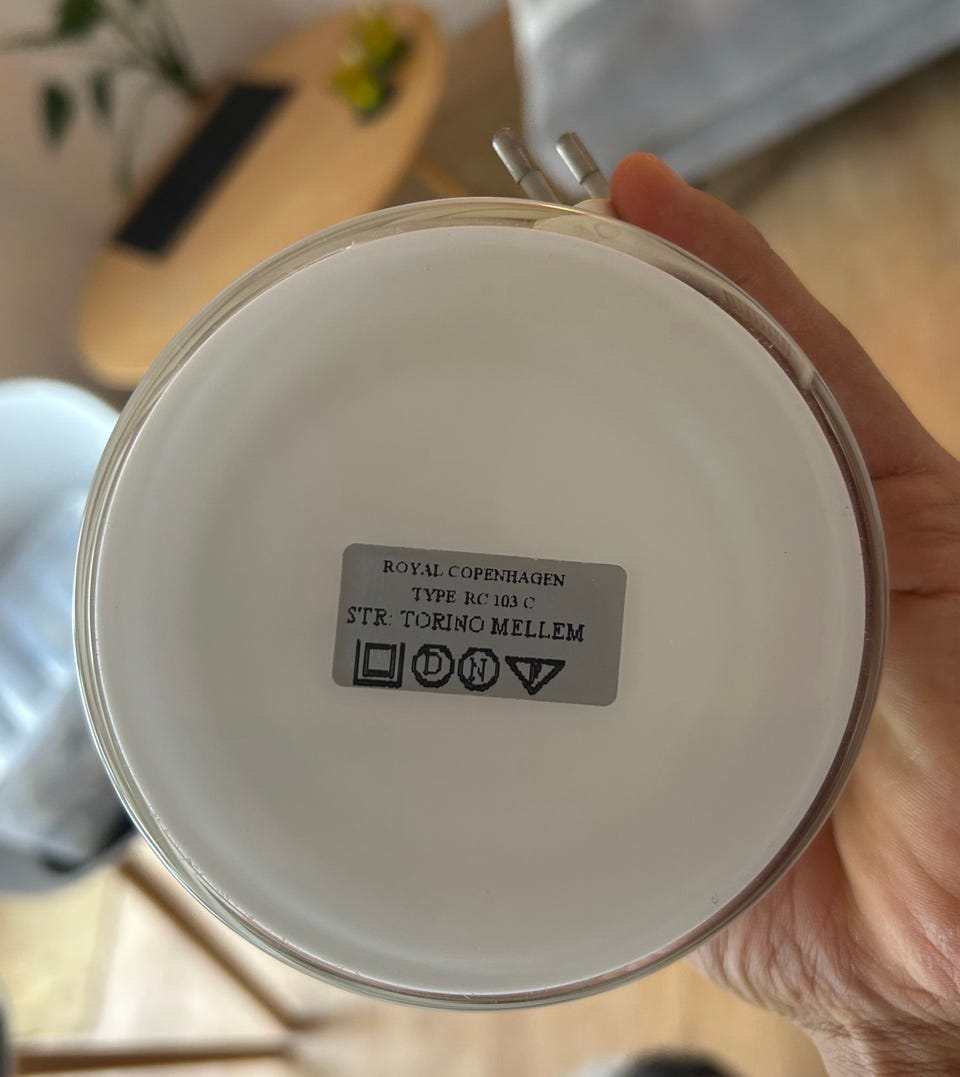 ROYAL COPENHAGEN
TYPE RC 103 C
STR: TORINO MELLEM
D N F